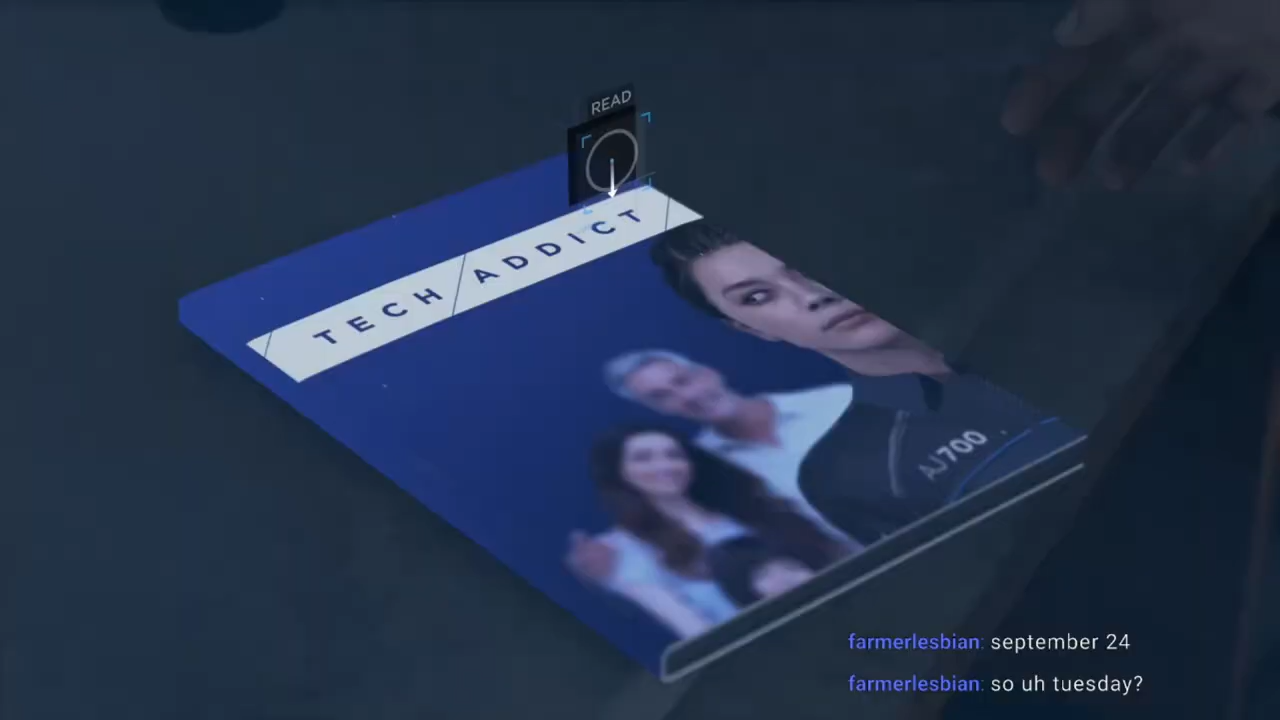 READ
TECH ADDICT
AJ700
farmerlesbian: september 24
farmerlesbian: so uh tuesday?